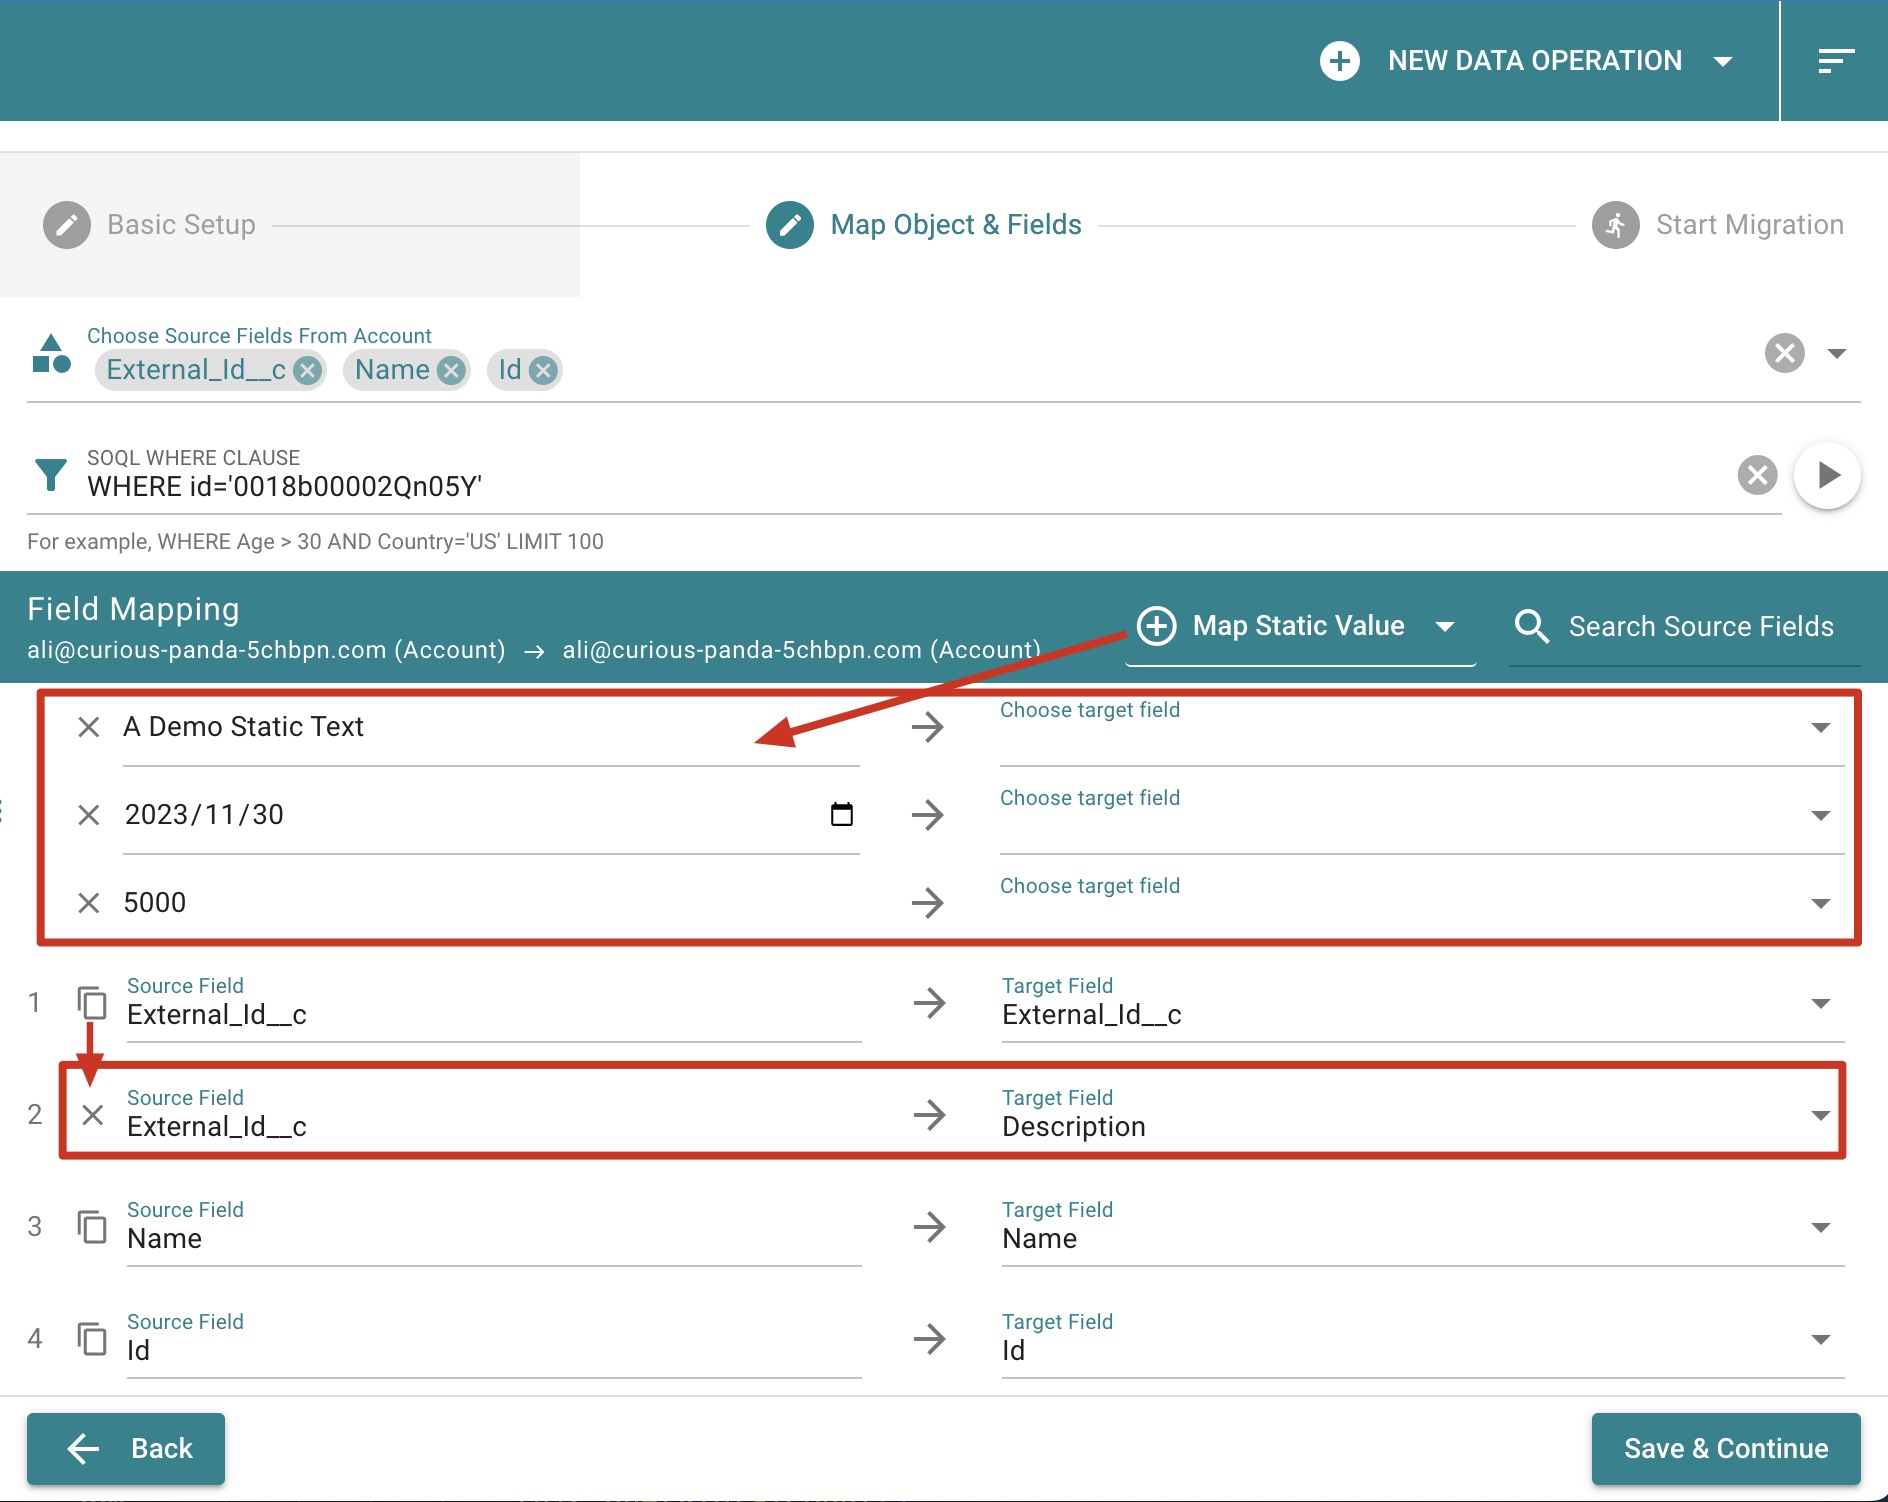 NEW DATA OPERATION
Basic Setup
Map Object & Fields
Start Migration
Choose Source Fields From Account
External_Id__c Name Id
SOQL WHERE CLAUSE
WHERE id='0018b00002Qn05Y'
For example, WHERE Age > 30 AND Country='US' LIMIT 100
Field Mapping
ali@curious-panda-5chbpn.com (Account) → ali@curious-panda-5chbpn.com (Account)
Map Static Value
Search Source Fields
A Demo Static Text
Choose target field
2023/11/30
Choose target field
5000
Choose target field
1
Source Field
External_Id__c
Target Field
External_Id__c
2
Source Field
External_Id__c
Target Field
Description
3
Source Field
Name
Target Field
Name
4
Source Field
Id
Target Field
Id
Back
Save & Continue